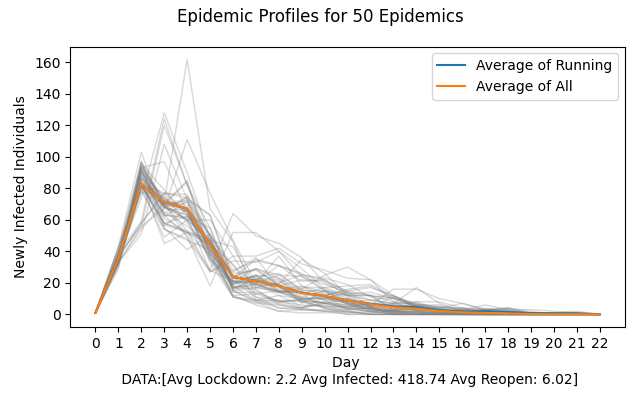 Epidemic Profiles for 50 Epidemics
Average of Running
Average of All
Newly Infected Individuals
160
140
120
100
80
60
40
20
0
0 1 2 3 4 5 6 7 8 9 10 11 12 13 14 15 16 17 18 19 20 21 22
Day
DATA:[Avg Lockdown: 2.2 Avg Infected: 418.74 Avg Reopen: 6.02]